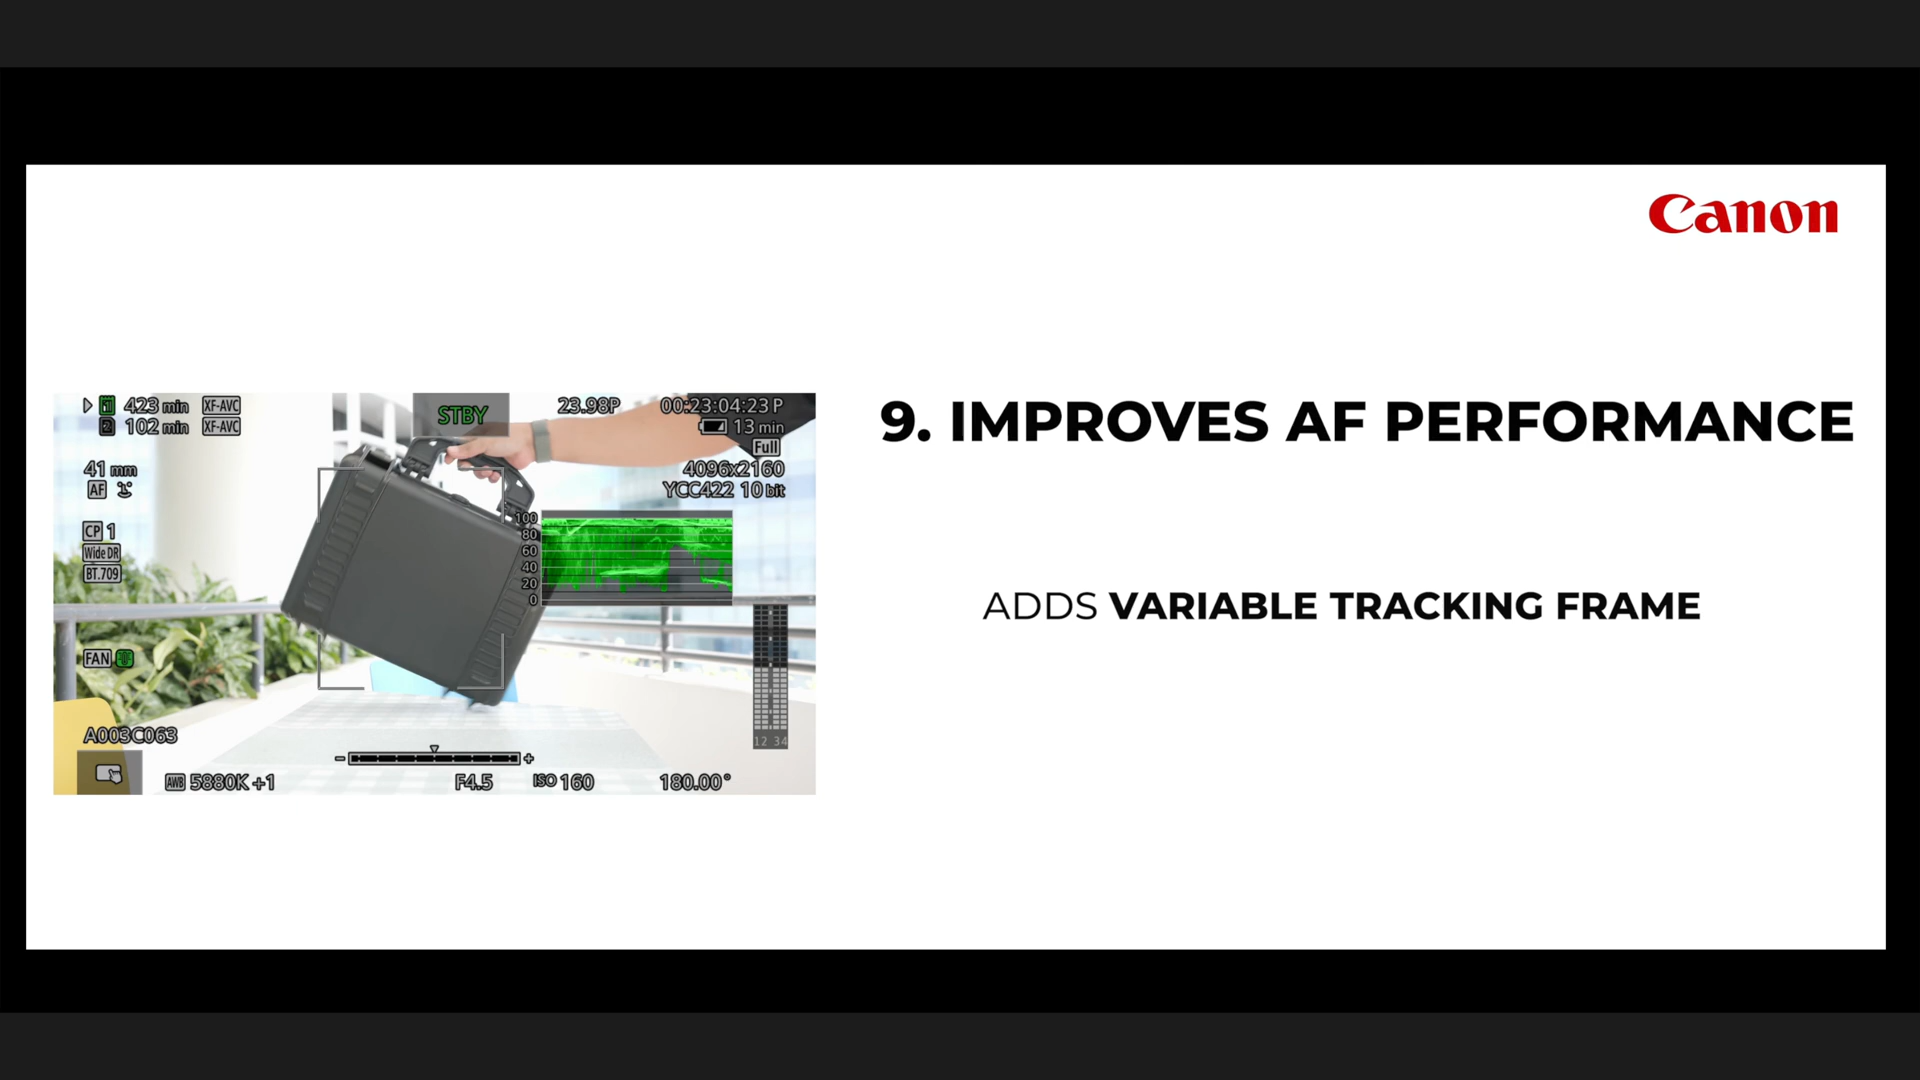 Canon
423 min XF-AVC
2 102 min XF-AVC
STBY
23.98P
00:23:04:23 P
13 min
Full
4096x2160
YCC422 10 bit
41 mm
AF
CP 1
Wide DR
BT.709
100
80
60
40
20
0
FAN
A003C063
12 34
- +
AWB 5880K +1
F4.5
ISO 160
180.00°
9. IMPROVES AF PERFORMANCE
ADDS VARIABLE TRACKING FRAME